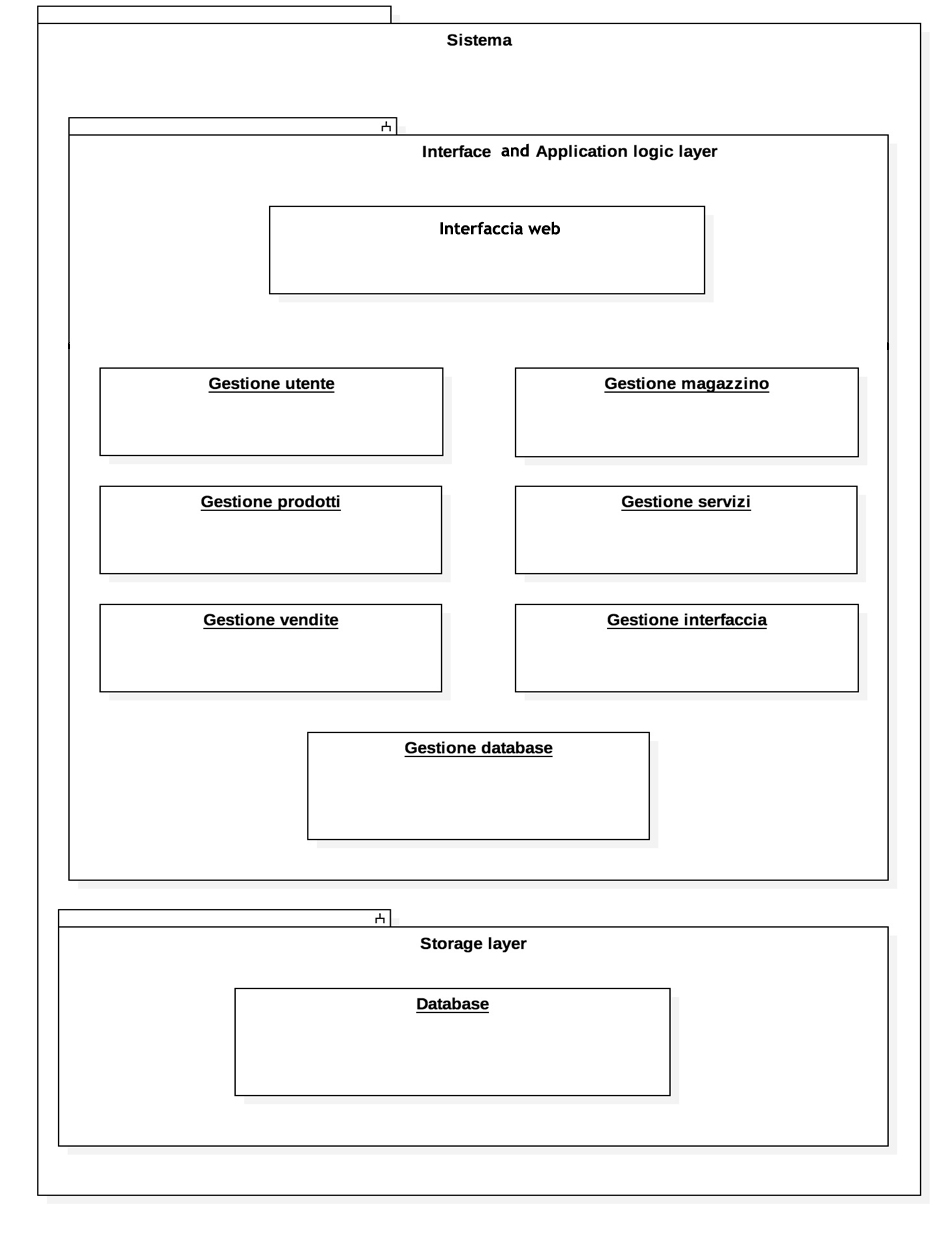 Sistema
Interface and Application logic layer
Interfaccia web
Gestione utente
Gestione magazzino
Gestione prodotti
Gestione servizi
Gestione vendite
Gestione interfaccia
Gestione database
Storage layer
Database